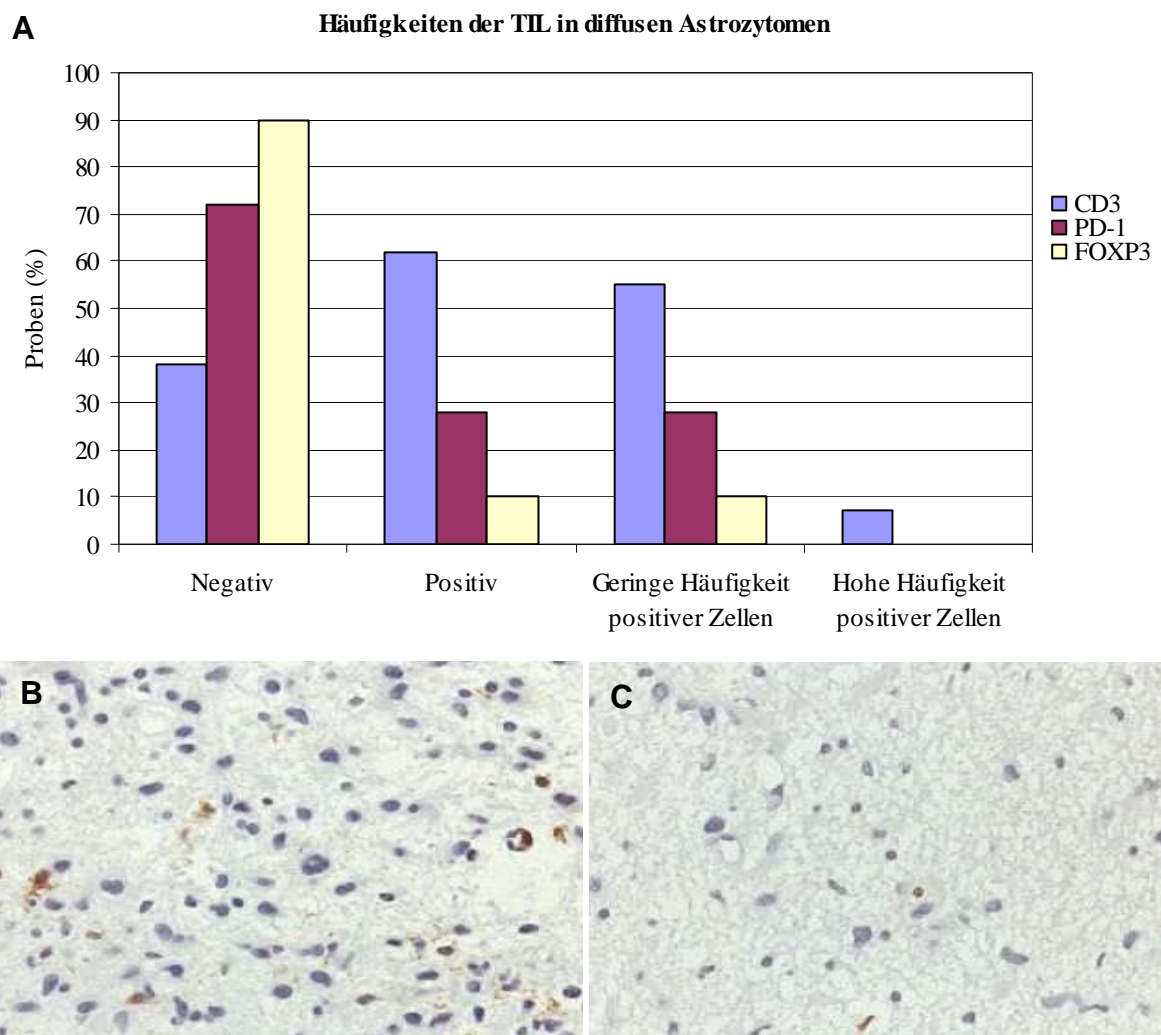 A
Häufigkeiten der TIL in diffusen Astrozytomen
100
90
80
70
60
50
40
30
20
10
0
Proben (%)
Negativ
Positiv
Geringe Häufigkeit
positiver Zellen
Hohe Häufigkeit
positiver Zellen
CD3
PD-1
FOXP3
B
C